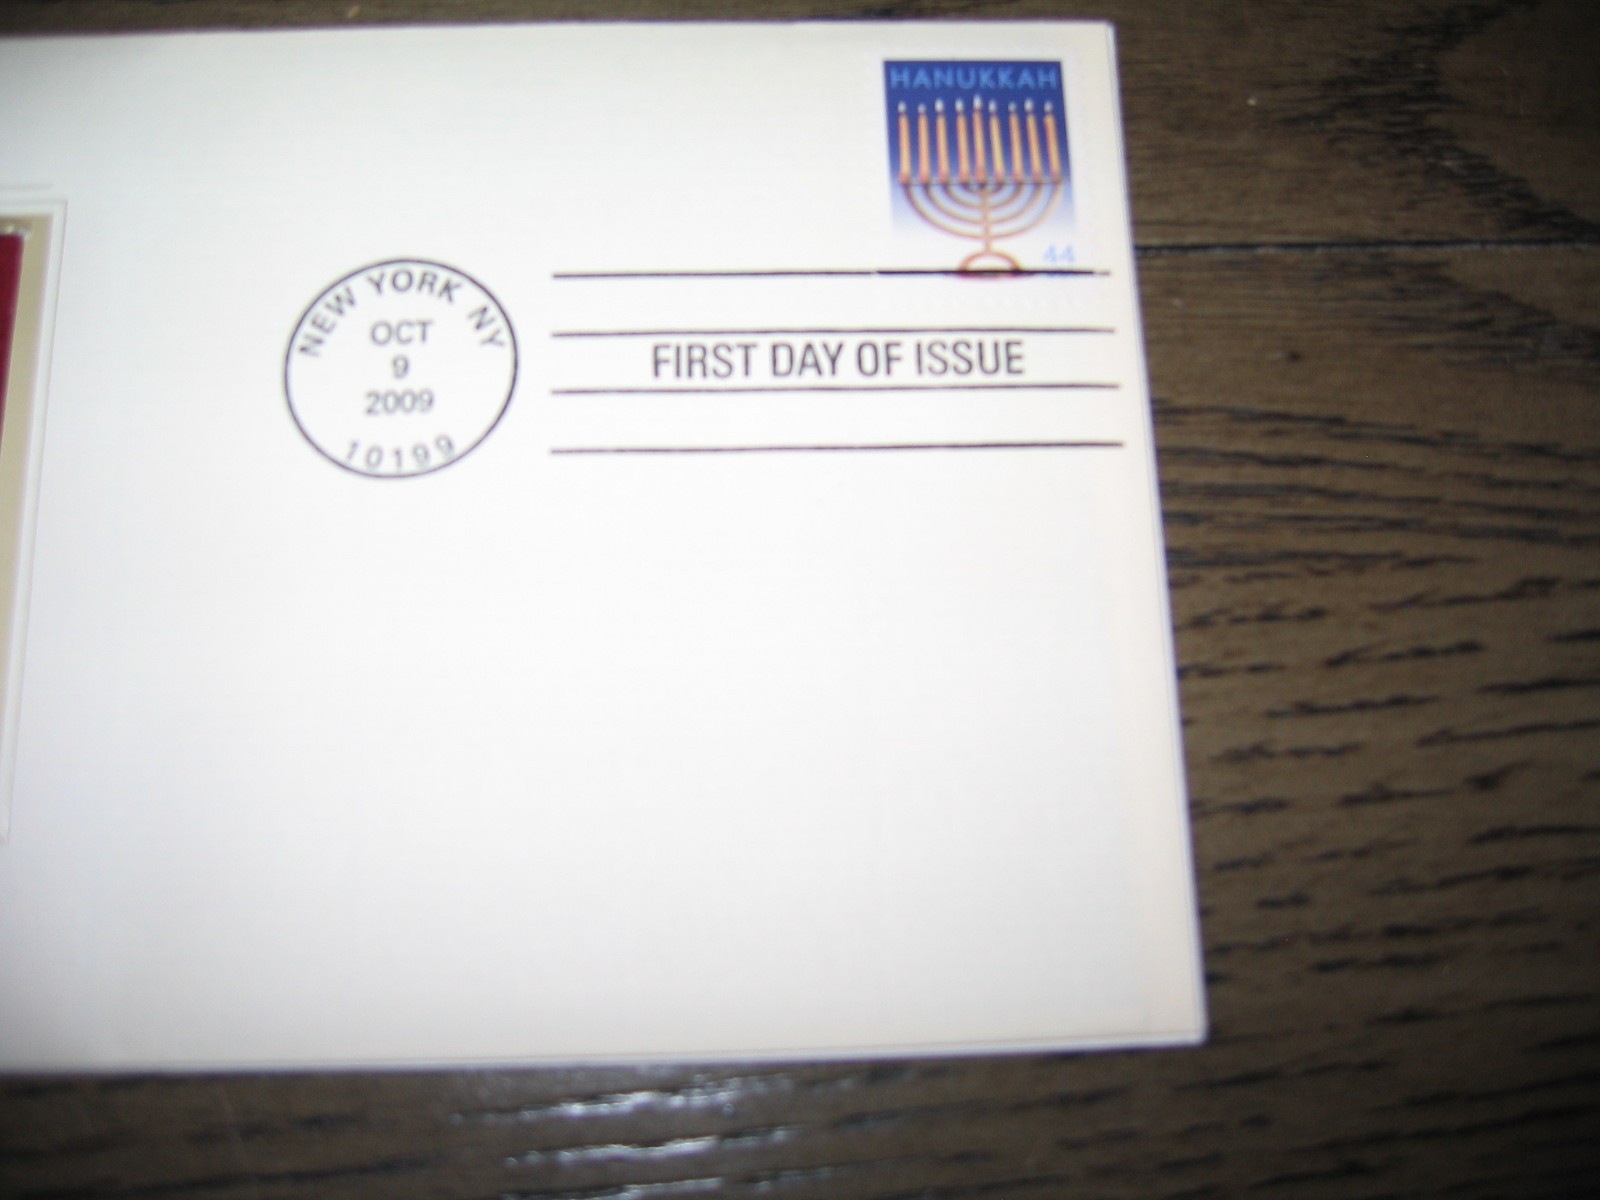 HANUKKAH
44
NEW YORK NY
OCT
9
2009
10199
FIRST DAY OF ISSUE